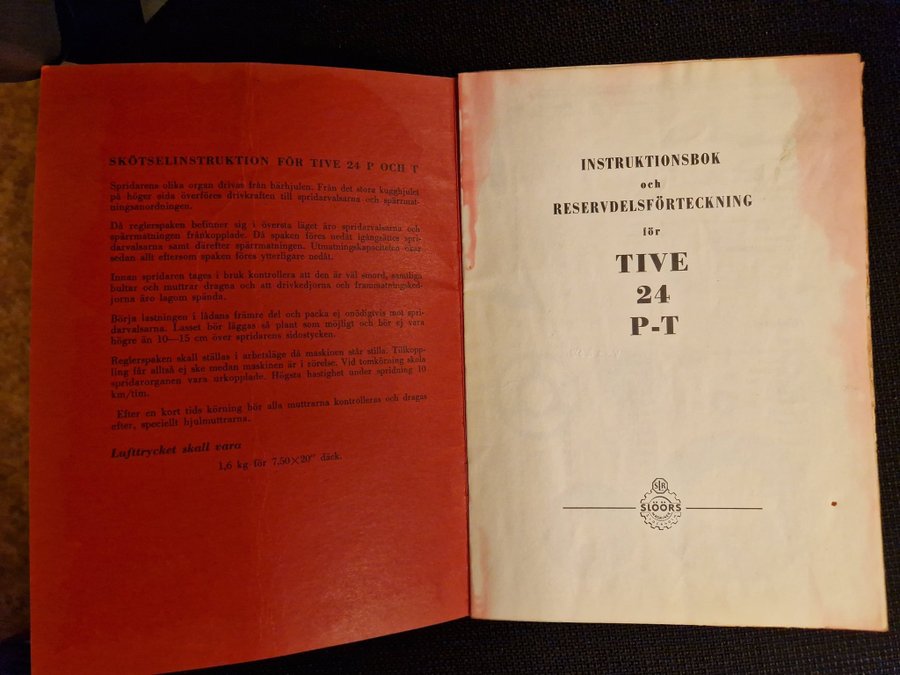 SKÖTSELINSTRUKTION FÖR TIVE 24 P OCH T
Spridarens olika organ drivas från bärhjulen. Från det stora kugghjulet
på höger sida överföres drivkraften till spridarvalsarna och spärrmat-
ningsanordningen.
Då reglerspaken befinner sig i översta läget äro spridarvalsarna och
spärrmatningen frånkopplade. Då spaken föres nedåt igångsättes spri-
darvalsarna samt därefter spärrmatningen. Utmatningskapaciteten ökar
sedan allt eftersom spaken föres ytterligare nedåt.
Innan spridaren tages i bruk kontrollera att den är väl smord, samtliga
bultar och muttrar dragna och att drivkedjorna och frammatningsked-
jorna äro lagom spända.
Börja lastningen i lådans främre del och packa ej onödigtvis mot spri-
darvalsarna. Lasset bör läggas så plant som möjligt och bör ej vara
högre än 10—15 cm över spridarens sidostycken.
Reglerspaken skall ställas i arbetsläge då maskinen står stilla. Tillkopp-
ling får alltså ej ske medan maskinen är i rörelse. Vid tomkörning skola
spridarorganen vara urkopplade. Högsta hastighet under spridning 10
km/tim.
Efter en kort tids körning bör alla muttrarna kontrolleras och dragas
efter, speciellt hjulmuttrarna.
Lufttrycket skall vara
1,6 kg för 7.50×20" däck.
INSTRUKTIONSBOK
och
RESERVDELSFÖRTECKNING
för
TIVE
24
P-T
SLR
SLÖÖRS